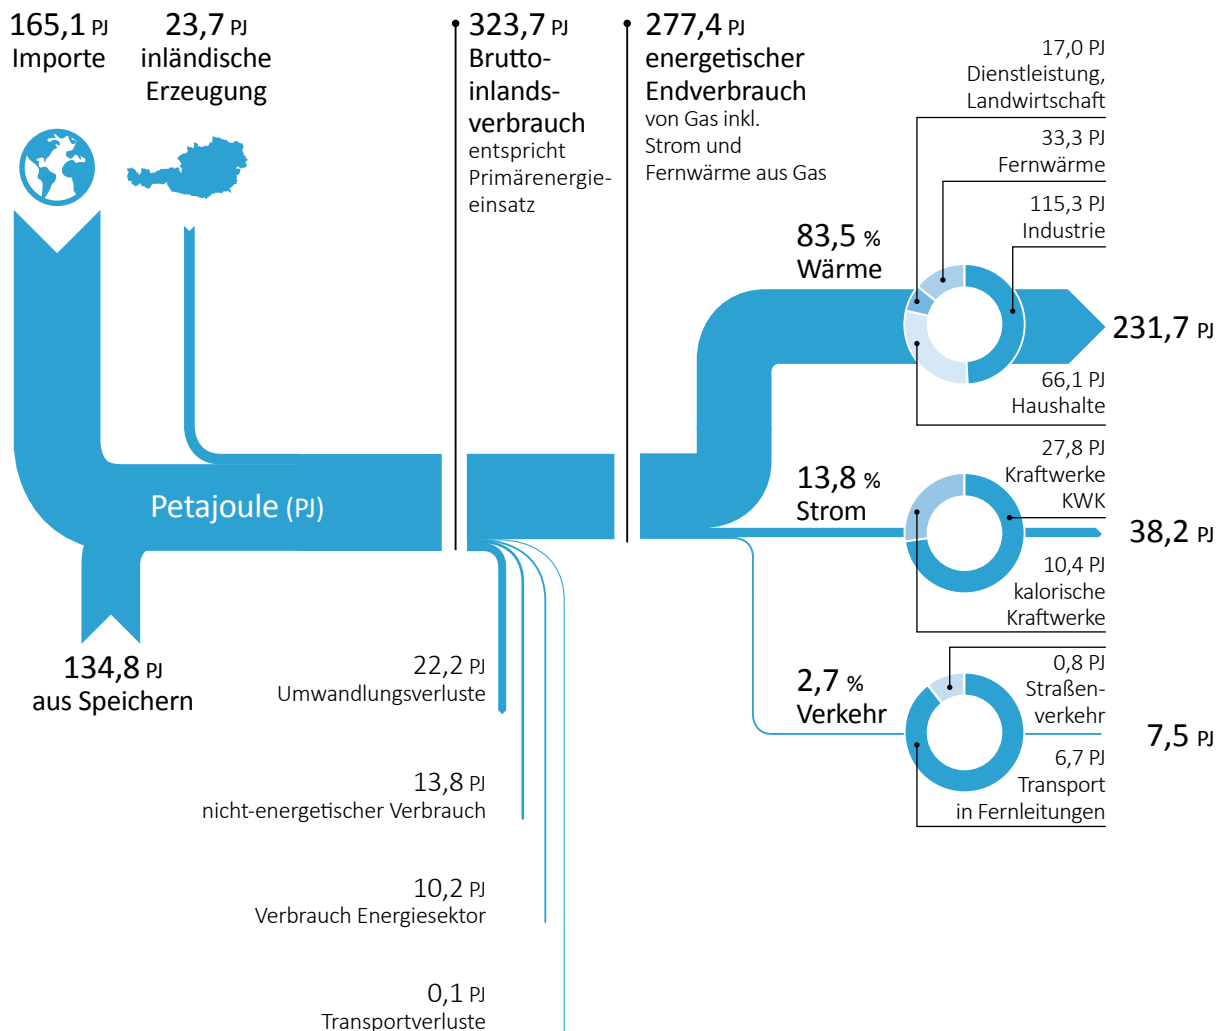 165,1 PJ
Importe
23,7 PJ
inländische
Erzeugung
323,7 PJ
Brutto-
inlands-
verbrauch
entspricht
Primärenergie-
einsatz
277,4 PJ
energetischer
Endverbrauch
von Gas inkl.
Strom und
Fernwärme aus Gas
17,0 PJ
Dienstleistung,
Landwirtschaft
33,3 PJ
Fernwärme
115,3 PJ
Industrie
83,5 %
Wärme
231,7 PJ
66,1 PJ
Haushalte
Petajoule (PJ)
13,8 %
Strom
27,8 PJ
Kraftwerke
KWK
38,2 PJ
10,4 PJ
kalorische
Kraftwerke
134,8 PJ
aus Speichern
22,2 PJ
Umwandlungsverluste
2,7 %
Verkehr
0,8 PJ
Straßen-
verkehr
7,5 PJ
6,7 PJ
Transport
in Fernleitungen
13,8 PJ
nicht-energetischer Verbrauch
10,2 PJ
Verbrauch Energiesektor
0,1 PJ
Transportverluste